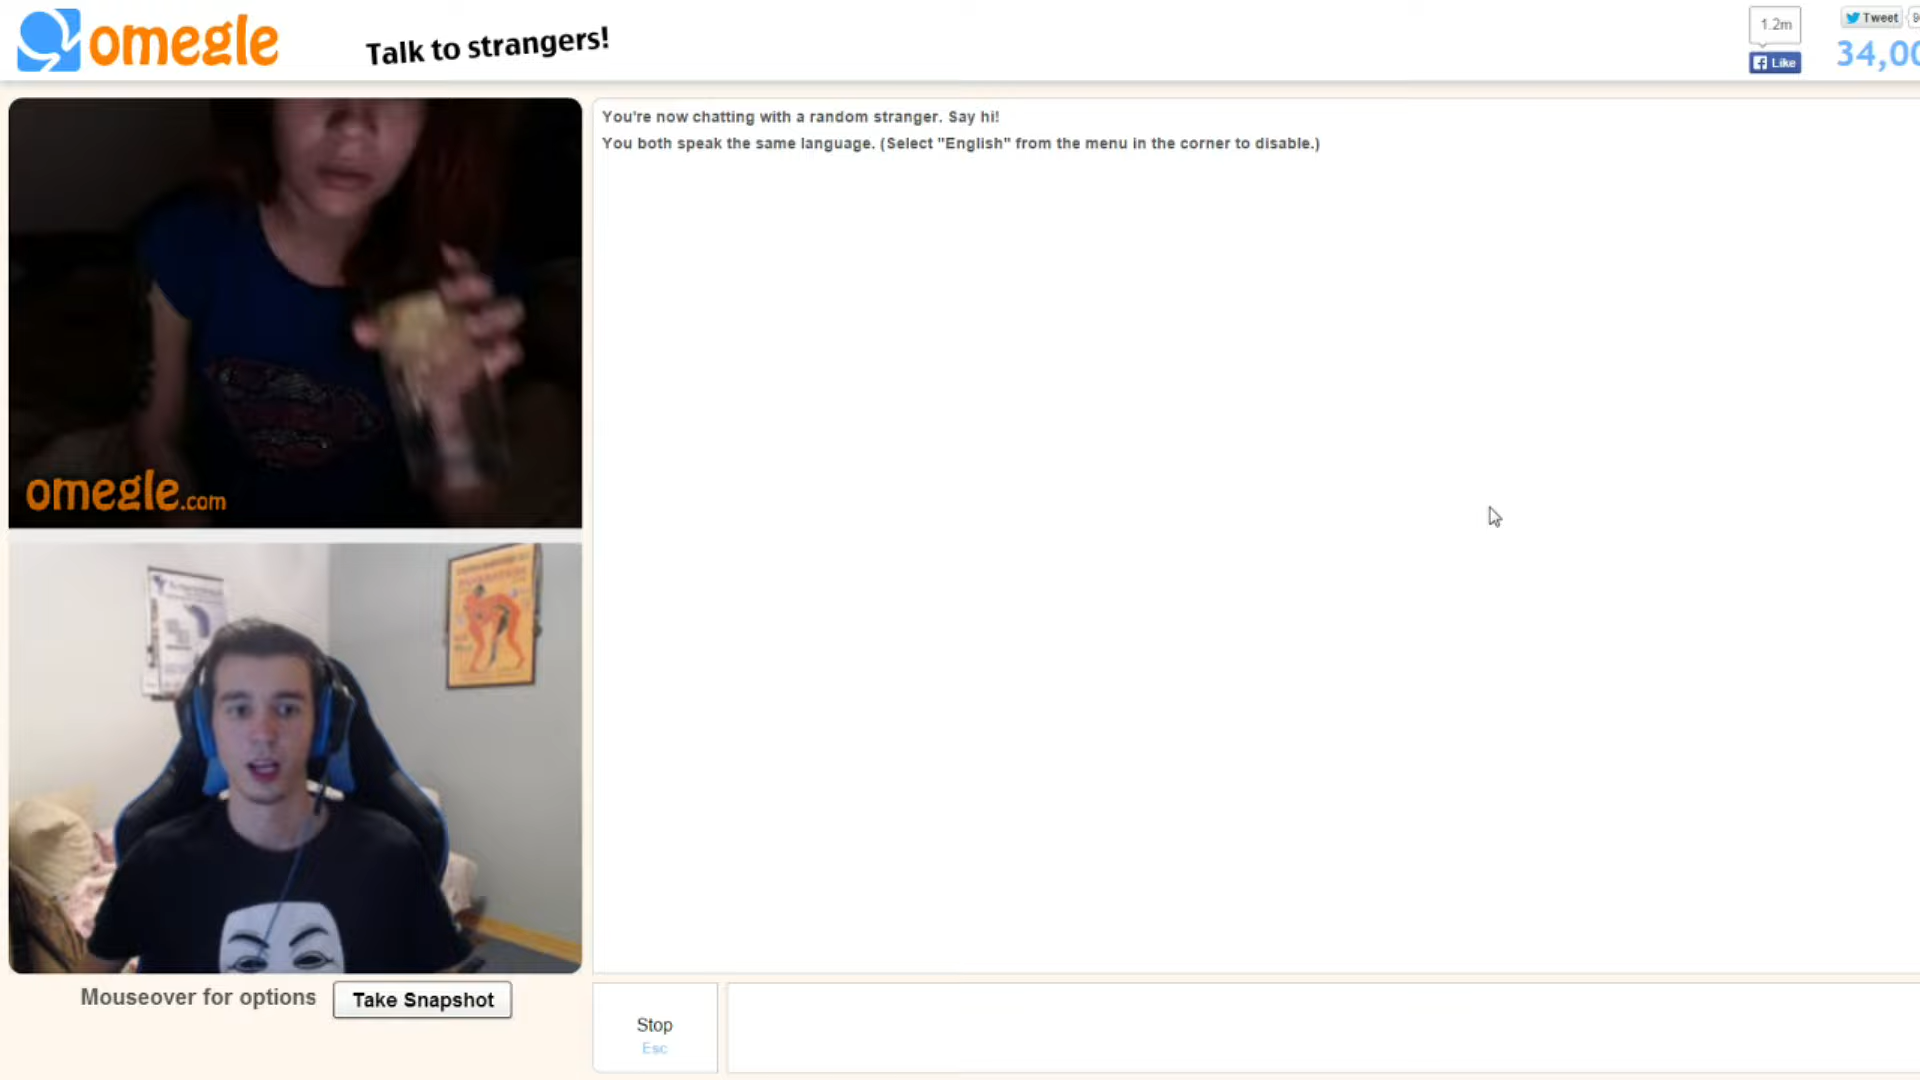 omegle
Talk to strangers!
1.2m
Like
Tweet
34,00
You're now chatting with a random stranger. Say hi!
You both speak the same language. (Select "English" from the menu in the corner to disable.)
omegle.com
Mouseover for options
Take Snapshot
Stop
Esc